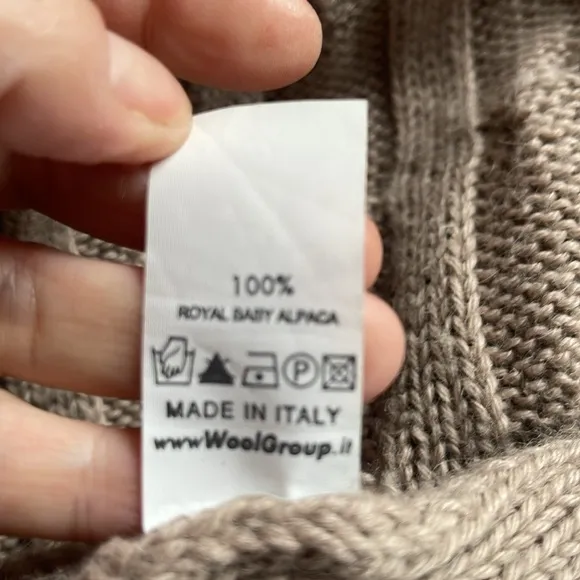 100%
ROYAL BABY ALPACA
P
MADE IN ITALY
www.WoolGroup.it